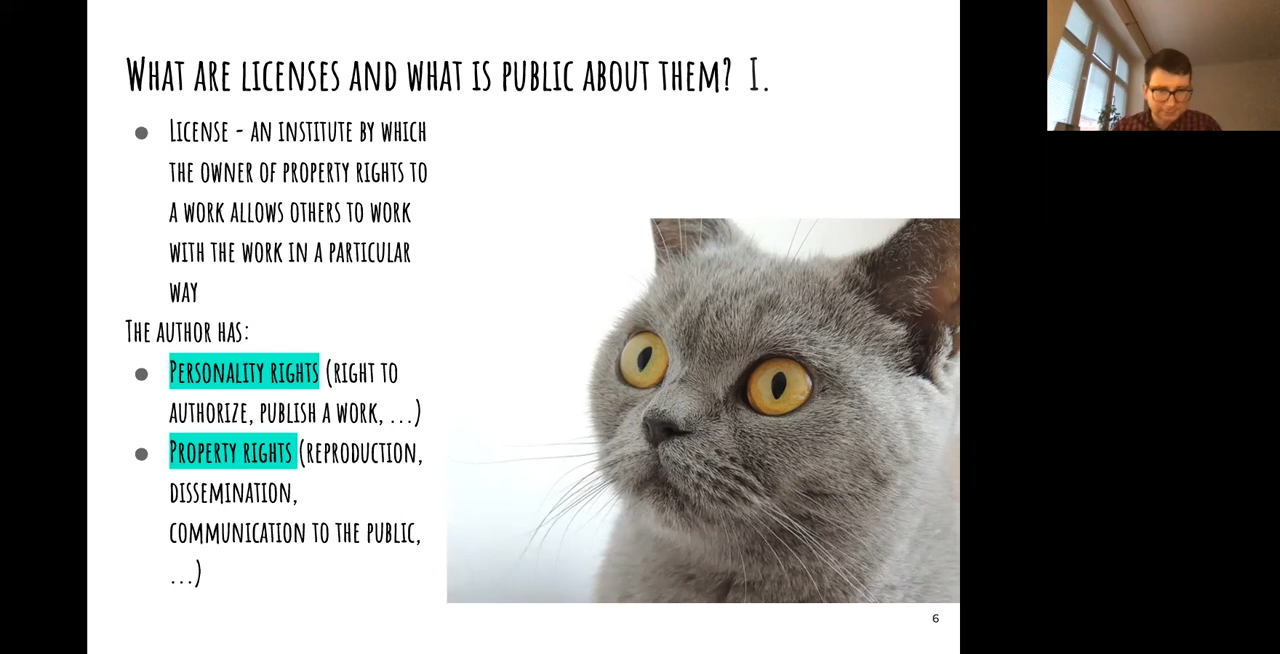 What are licenses and what is public about them? I.
● License - an institute by which
the owner of property rights to
a work allows others to work
with the work in a particular
way
The author has:
● Personality rights (right to
authorize, publish a work, ...)
● Property rights (reproduction,
dissemination,
communication to the public,
...)
6